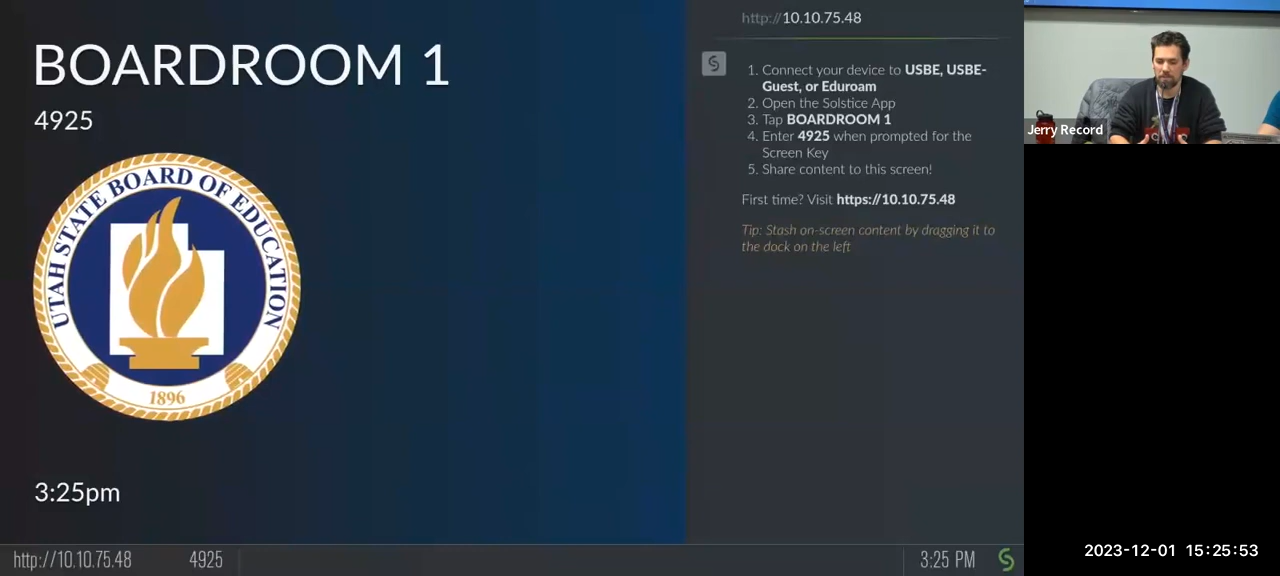 BOARDROOM 1
4925
UTAH STATE BOARD OF EDUCATION
1896
3:25pm
http://10.10.75.48
1. Connect your device to USBE, USBE-
Guest, or Eduroam
2. Open the Solstice App
3. Tap BOARDROOM 1
4. Enter 4925 when prompted for the
Screen Key
5. Share content to this screen!
First time? Visit https://10.10.75.48
Tip: Stash on-screen content by dragging it to
the dock on the left
http://10.10.75.48
4925
3:25 PM
Jerry Record
2023-12-01 15:25:53